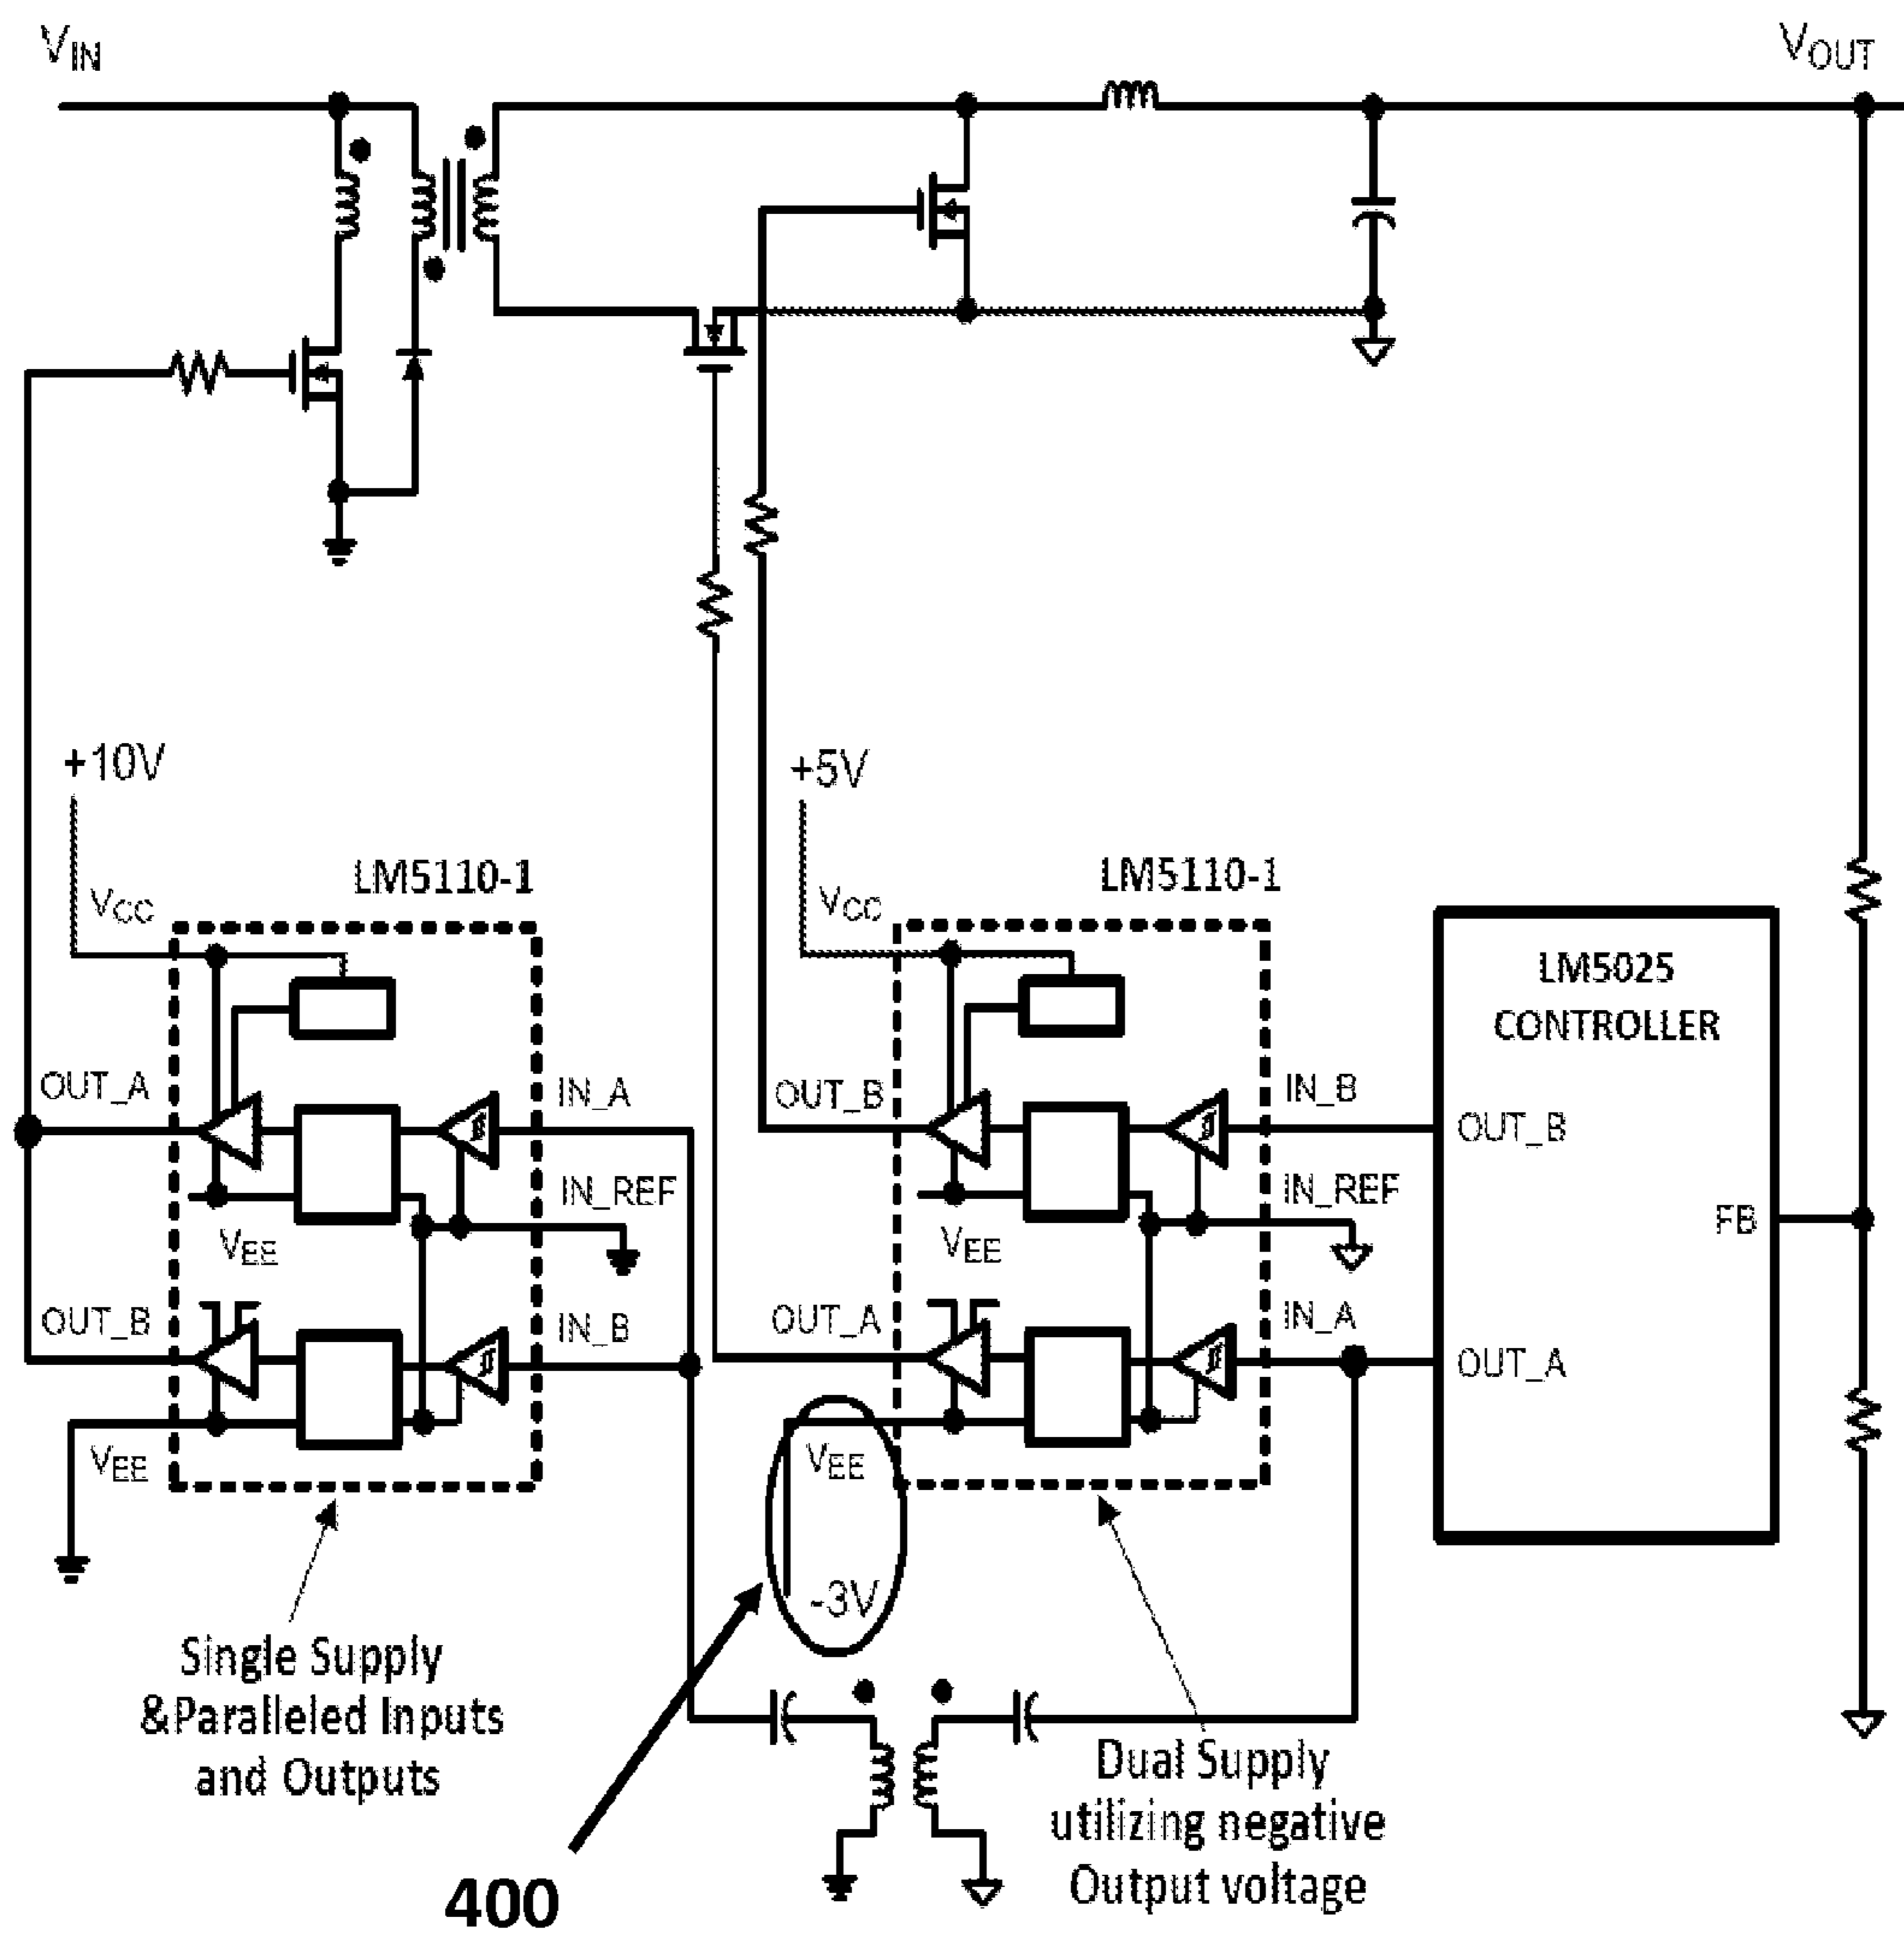 VIN
VOUT
+10V
+5V
LM5110-1
LM5110-1
VCC
VCC
LM5025
CONTROLLER
OUT_A
IN_A
OUT_B
IN_B
OUT_B
IN_REF
IN_REF
FB
VEE
VEE
OUT_B
IN_B
OUT_A
IN_A
OUT_A
VEE
VEE
-3V
Single Supply
&Paralleled Inputs
and Outputs
Dual Supply
utilizing negative
Output voltage
400